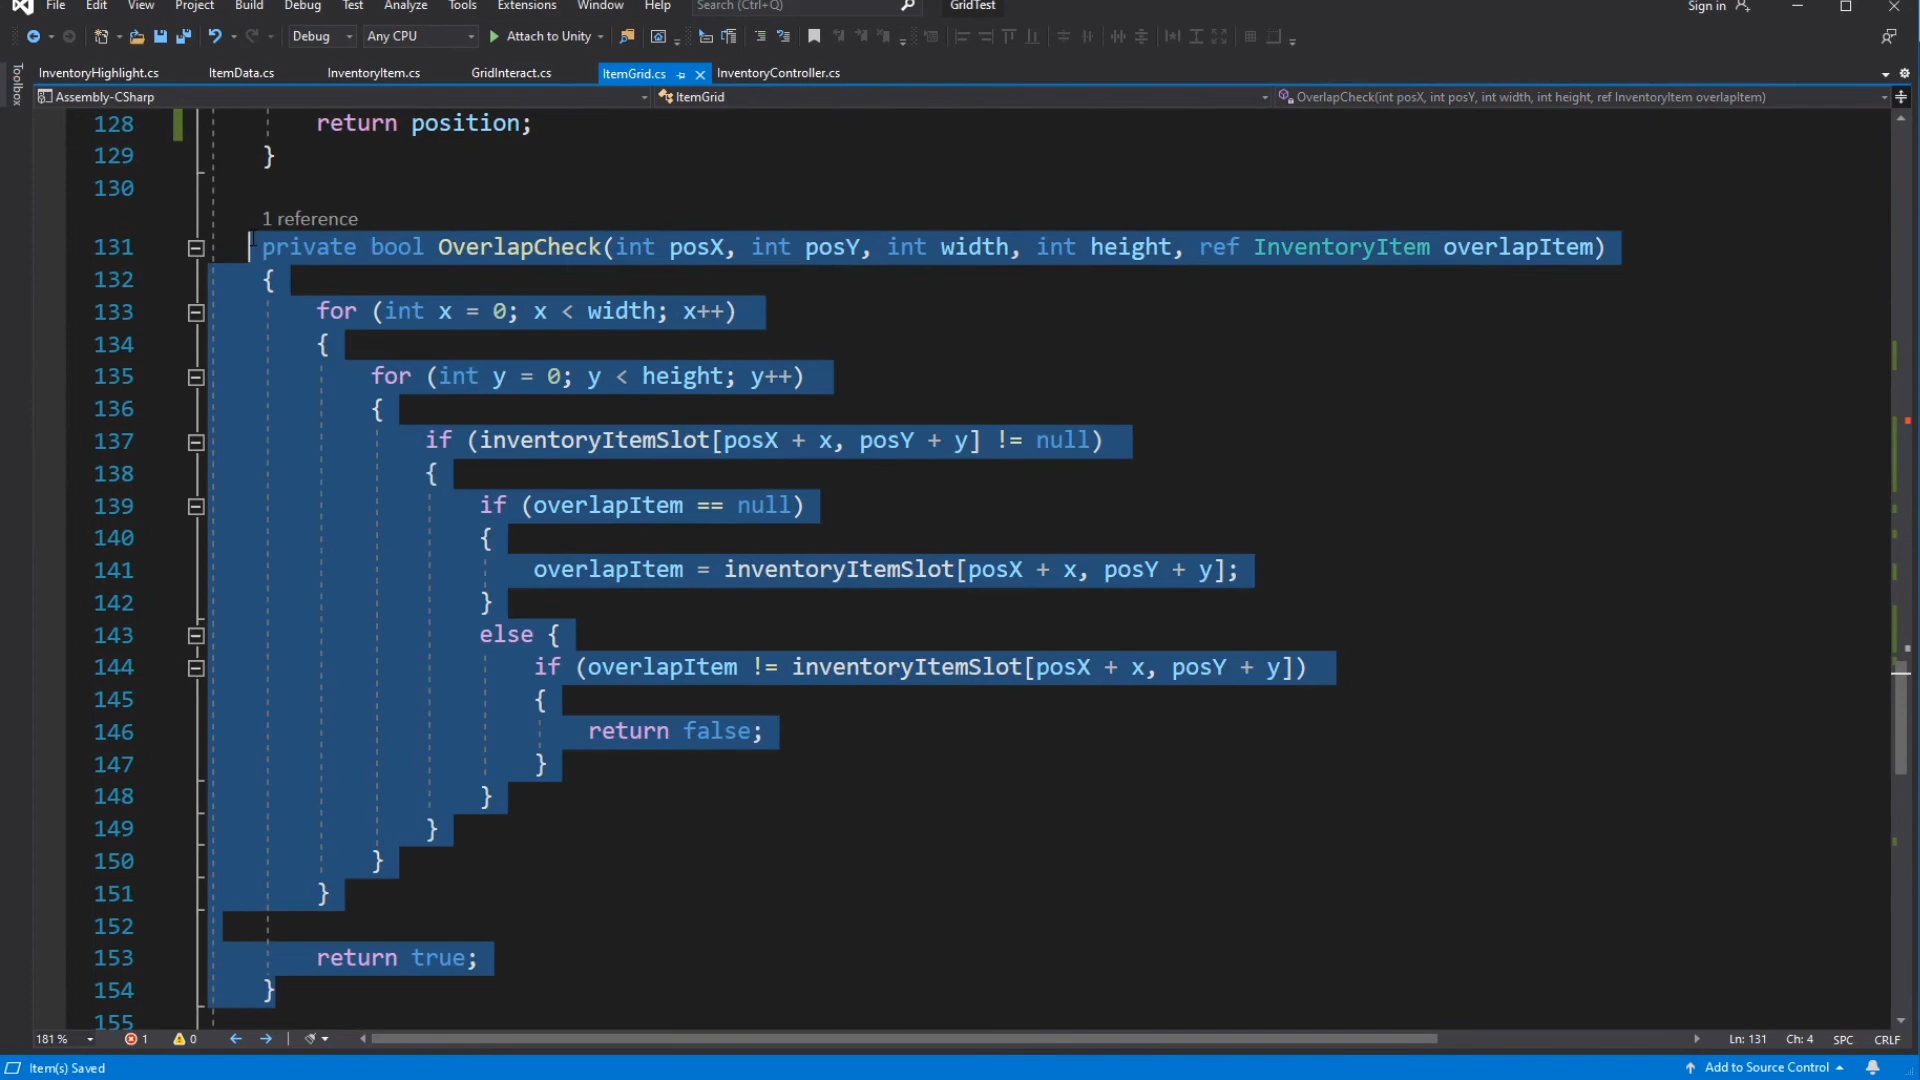 File Edit View Project Build Debug Test Analyze Tools Extensions Window Help Search (Ctrl+Q) GridTest Sign in
Debug Any CPU Attach to Unity
Toolbox
InventoryHighlight.cs ItemData.cs InventoryItem.cs GridInteract.cs ItemGrid.cs InventoryController.cs
Assembly-CSharp ItemGrid OverlapCheck(int posX, int posY, int width, int height, ref InventoryItem overlapItem)
128 return position;
129 }
130
1 reference
131 private bool OverlapCheck(int posX, int posY, int width, int height, ref InventoryItem overlapItem)
132 {
133 for (int x = 0; x < width; x++)
134 {
135 for (int y = 0; y < height; y++)
136 {
137 if (inventoryItemSlot[posX + x, posY + y] != null)
138 {
139 if (overlapItem == null)
140 {
141 overlapItem = inventoryItemSlot[posX + x, posY + y];
142 }
143 else {
144 if (overlapItem != inventoryItemSlot[posX + x, posY + y])
145 {
146 return false;
147 }
148 }
149 }
150 }
151 }
152
153 return true;
154 }
155
181 % 1 0 Ln: 131 Ch: 4 SPC CRLF
Item(s) Saved Add to Source Control